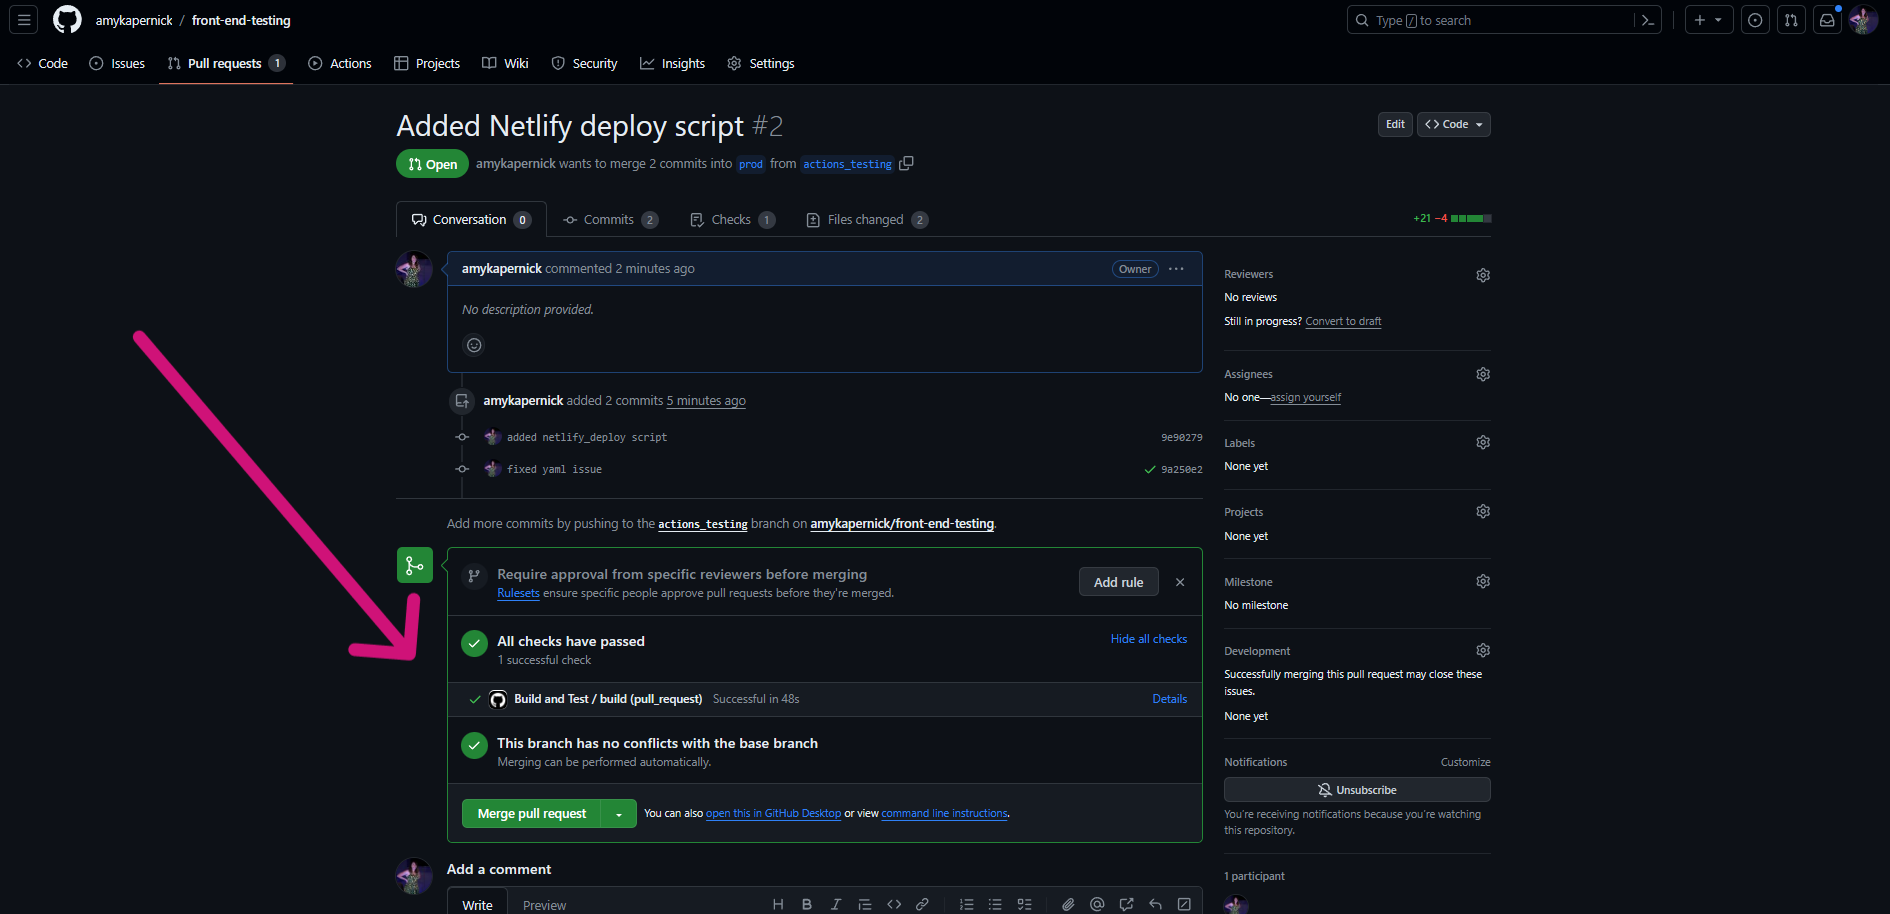 amykapernick / front-end-testing
Type / to search
Code Issues Pull requests 1 Actions Projects Wiki Security Insights Settings
Added Netlify deploy script #2
Edit Code
Open amykapernick wants to merge 2 commits into prod from actions_testing
Conversation 0 Commits 2 Checks 1 Files changed 2
+21 −4
amykapernick commented 2 minutes ago
Owner
No description provided.
amykapernick added 2 commits 5 minutes ago
added netlify_deploy script 9e90279
fixed yaml issue 9a250e2
Add more commits by pushing to the actions_testing branch on amykapernick/front-end-testing.
Require approval from specific reviewers before merging
Rulesets ensure specific people approve pull requests before they're merged.
Add rule
All checks have passed
1 successful check
Hide all checks
Build and Test / build (pull_request) Successful in 48s Details
This branch has no conflicts with the base branch
Merging can be performed automatically.
Merge pull request You can also open this in GitHub Desktop or view command line instructions.
Add a comment
Write Preview
Reviewers
No reviews
Still in progress? Convert to draft
Assignees
No one—assign yourself
Labels
None yet
Projects
None yet
Milestone
No milestone
Development
Successfully merging this pull request may close these
issues.
None yet
Notifications Customize
Unsubscribe
You're receiving notifications because you're watching
this repository.
1 participant